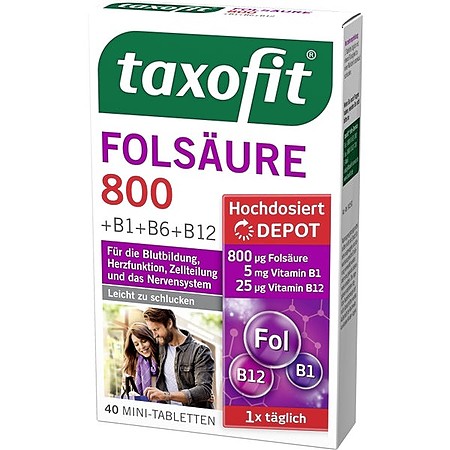 taxofit®
FOLSÄURE
800
+B1+B6+B12
Für die Blutbildung,
Herzfunktion, Zellteilung
und das Nervensystem
Leicht zu schlucken
40 MINI-TABLETTEN
Hochdosiert
DEPOT
800 µg Folsäure
5 mg Vitamin B1
25 µg Vitamin B12
Fol
B12
B1
1x täglich